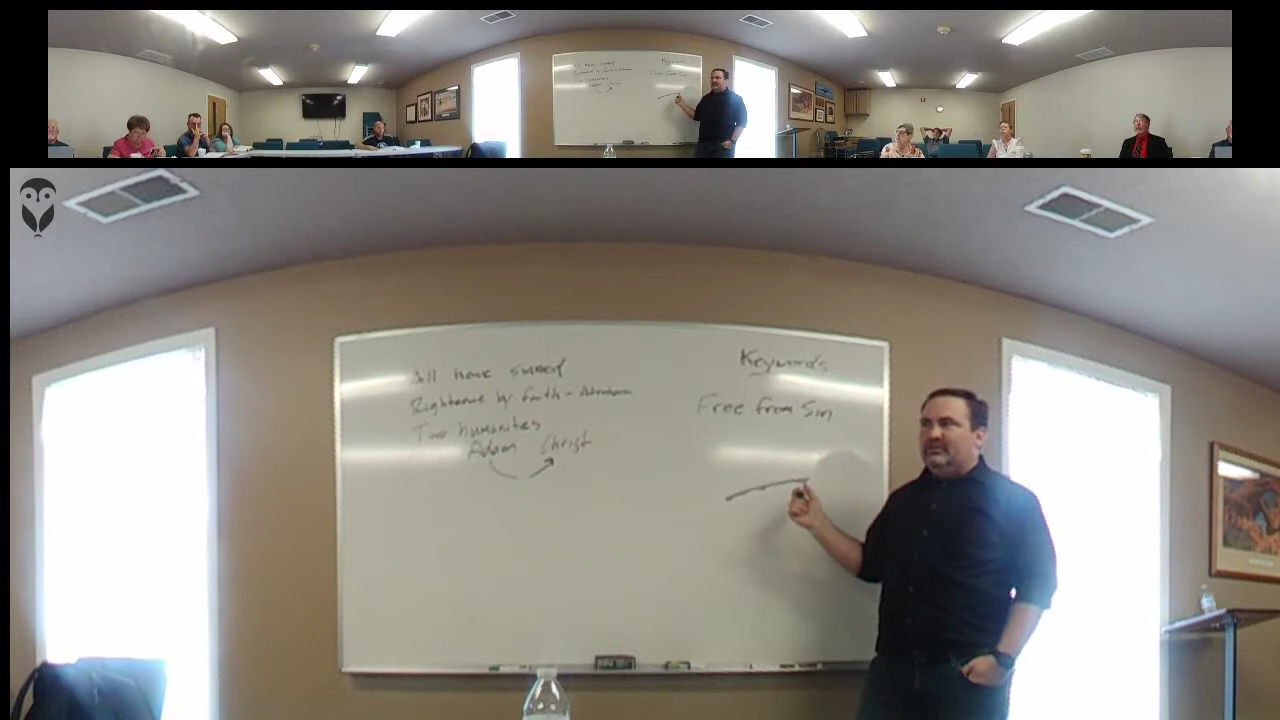 All have sinned
Righteous by faith - Abraham
Two humanities
Adam Christ
Keywords
Free from Sin